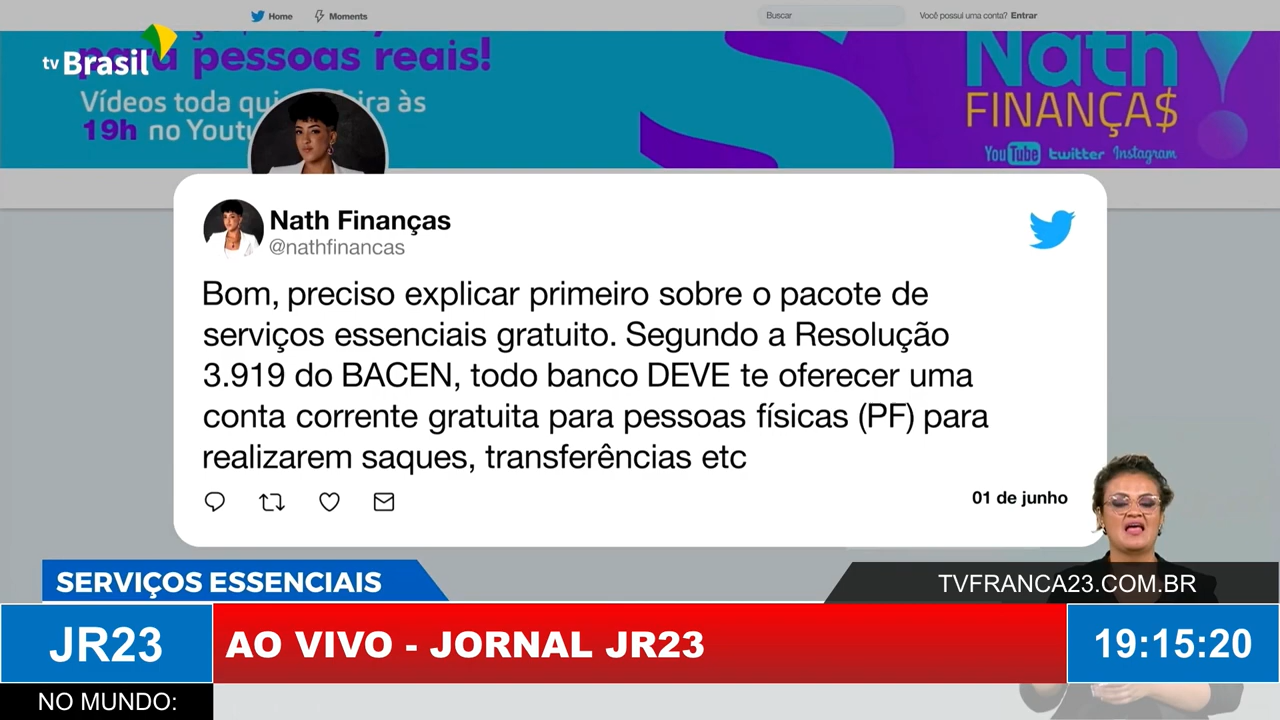 Home
Moments
Buscar
Você possui uma conta? Entrar
tv Brasil
pessoas reais!
Vídeos toda
às
19h no
Nath
FINANÇA$
YouTube twitter Instagram
Nath Finanças
@nathfinancas
Bom, preciso explicar primeiro sobre o pacote de
serviços essenciais gratuito. Segundo a Resolução
3.919 do BACEN, todo banco DEVE te oferecer uma
conta corrente gratuita para pessoas físicas (PF) para
realizarem saques, transferências etc
01 de junho
SERVIÇOS ESSENCIAIS
TVFRANCA23.COM.BR
JR23
AO VIVO - JORNAL JR23
19:15:20
NO MUNDO: